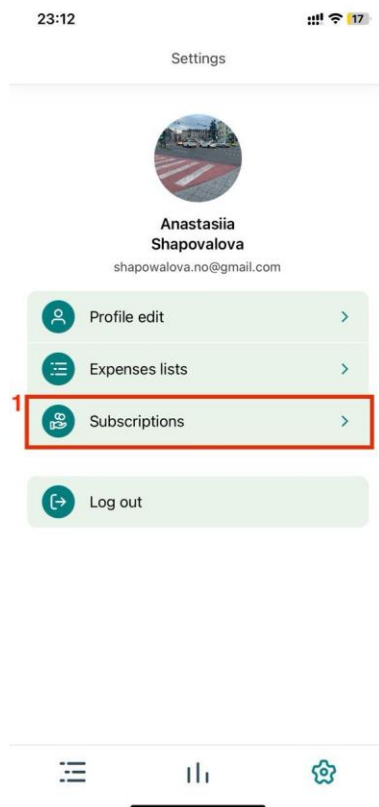 23:12
17
Settings
Anastasiia
Shapovalova
shapowalova.no@gmail.com
Profile edit
Expenses lists
1
Subscriptions
Log out